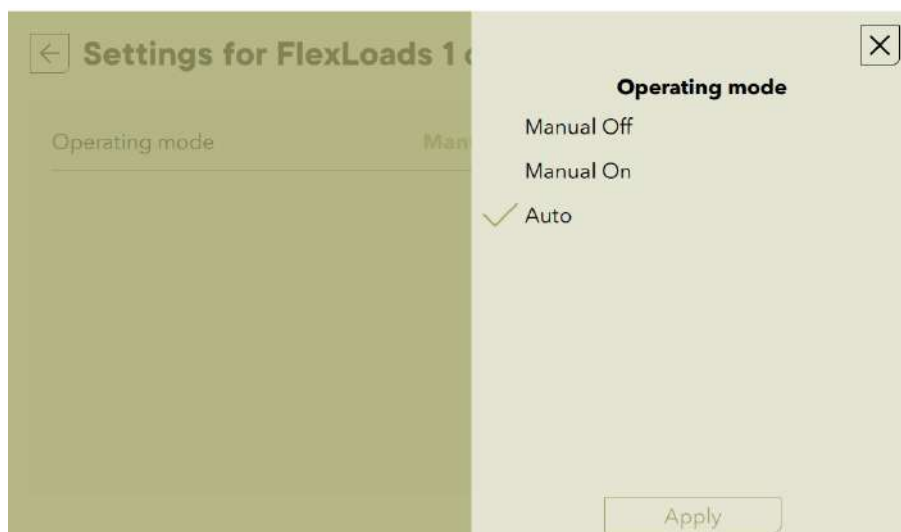 Settings for FlexLoads 1
Operating mode
Operating mode
Manual Off
Manual On
Auto
Apply